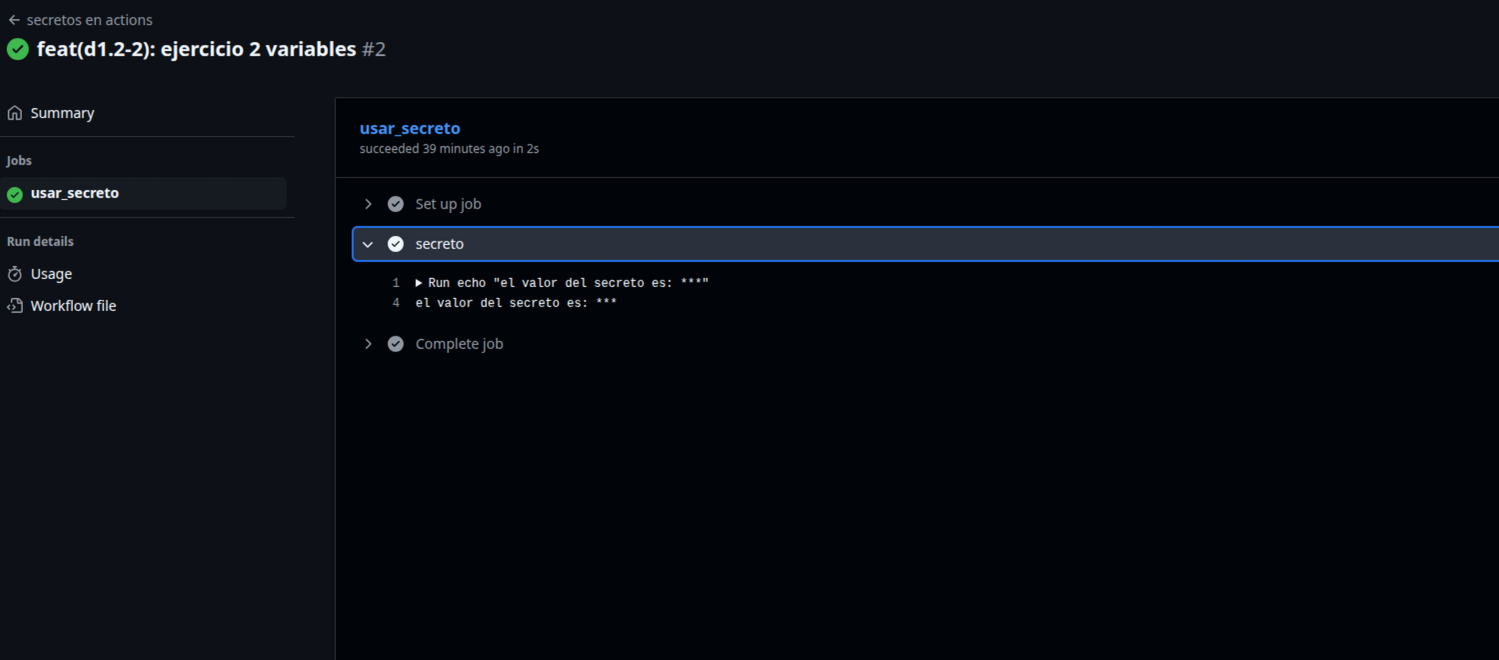 secretos en actions
feat(d1.2-2): ejercicio 2 variables #2
Summary
Jobs
usar_secreto
Run details
Usage
Workflow file
usar_secreto
succeeded 39 minutes ago in 2s
Set up job
secreto
1 Run echo "el valor del secreto es: ***"
4 el valor del secreto es: ***
Complete job